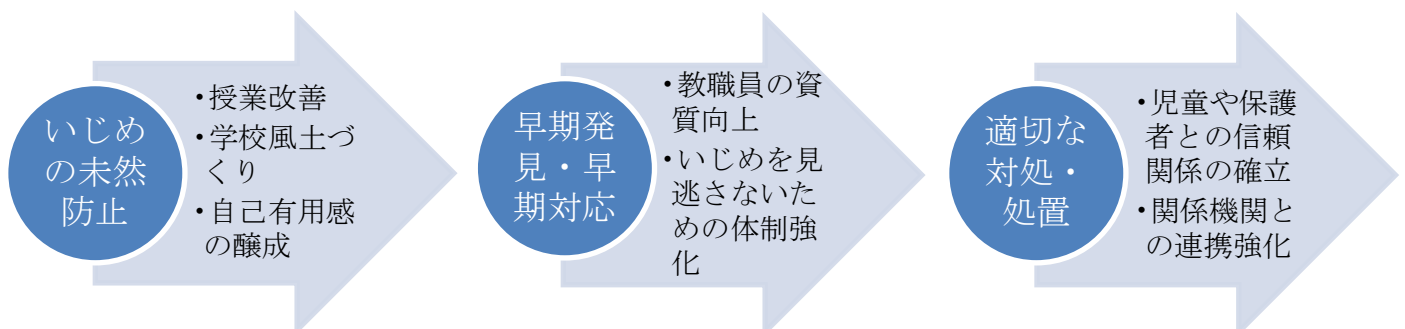 いじめ
の未然
防止
・授業改善
・学校風土づ
くり
・自己有用感
の醸成
早期発
見・早
期対応
・教職員の資
質向上
・いじめを見
逃さないた
めの体制強
化
適切な
対処・
処置
・児童や保護
者との信頼
関係の確立
・関係機関と
の連携強化